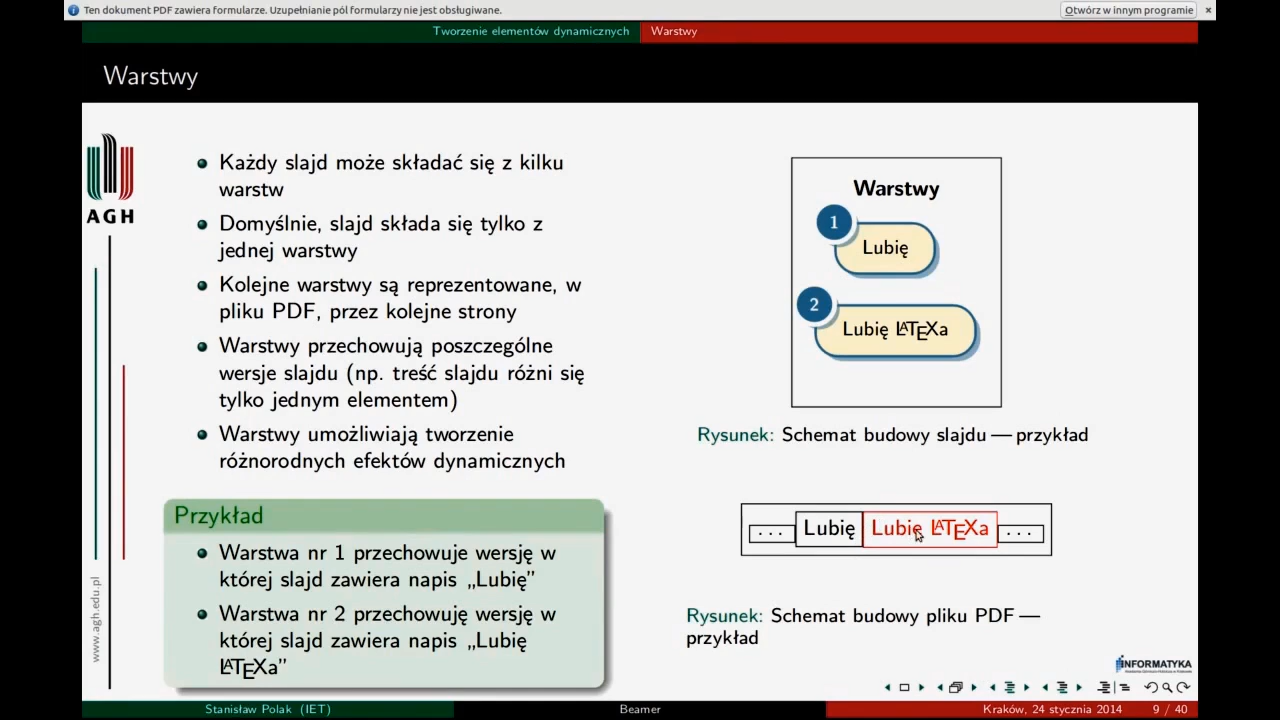 Ten dokument PDF zawiera formularze. Uzupełnianie pól formularzy nie jest obsługiwane.
Otwórz w innym programie
Tworzenie elementów dynamicznych
Warstwy
Warstwy
Każdy slajd może składać się z kilku
warstw
Domyślnie, slajd składa się tylko z
jednej warstwy
Kolejne warstwy są reprezentowane, w
pliku PDF, przez kolejne strony
Warstwy przechowują poszczególne
wersje slajdu (np. treść slajdu różni się
tylko jednym elementem)
Warstwy umożliwiają tworzenie
różnorodnych efektów dynamicznych
Przykład
Warstwa nr 1 przechowuje wersję w
której slajd zawiera napis „Lubię”
Warstwa nr 2 przechowuję wersję w
której slajd zawiera napis „Lubię
LATEXa”
Warstwy
1
Lubię
2
Lubię LATEXa
Rysunek: Schemat budowy slajdu — przykład
... Lubię Lubię LATEXa ...
Rysunek: Schemat budowy pliku PDF —
przykład
AGH
www.agh.edu.pl
INFORMATYKA
Stanisław Polak (IET)
Beamer
Kraków, 24 stycznia 2014
9 / 40